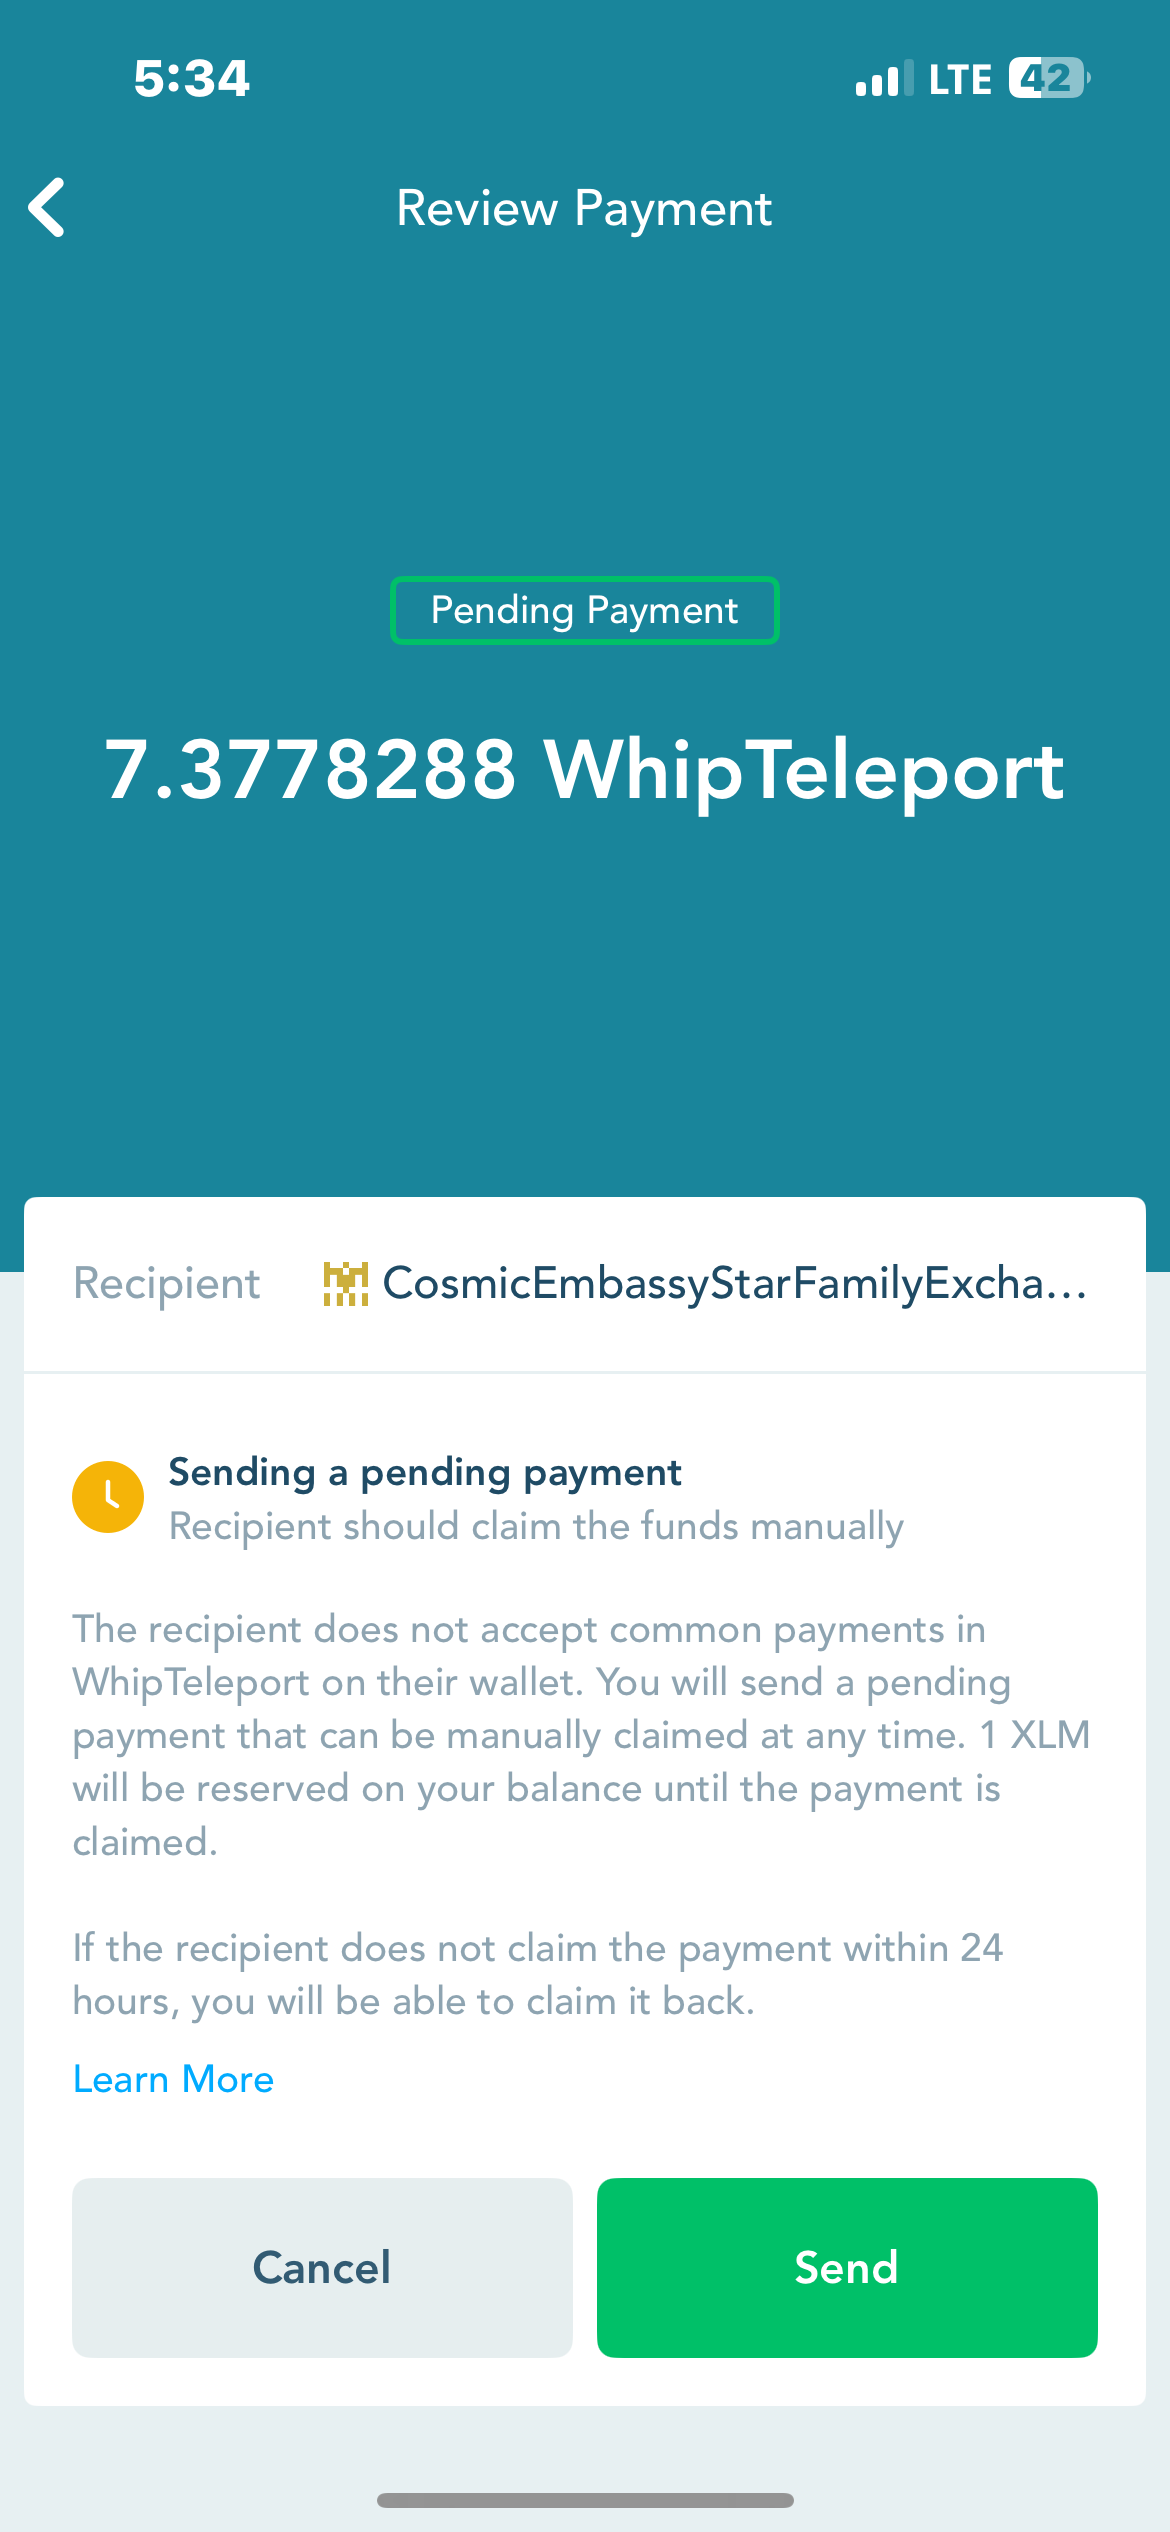 5:34
LTE 42
Review Payment
Pending Payment
7.3778288 WhipTeleport
Recipient CosmicEmbassyStarFamilyExcha...
Sending a pending payment
Recipient should claim the funds manually
The recipient does not accept common payments in
WhipTeleport on their wallet. You will send a pending
payment that can be manually claimed at any time. 1 XLM
will be reserved on your balance until the payment is
claimed.
If the recipient does not claim the payment within 24
hours, you will be able to claim it back.
Learn More
Cancel
Send